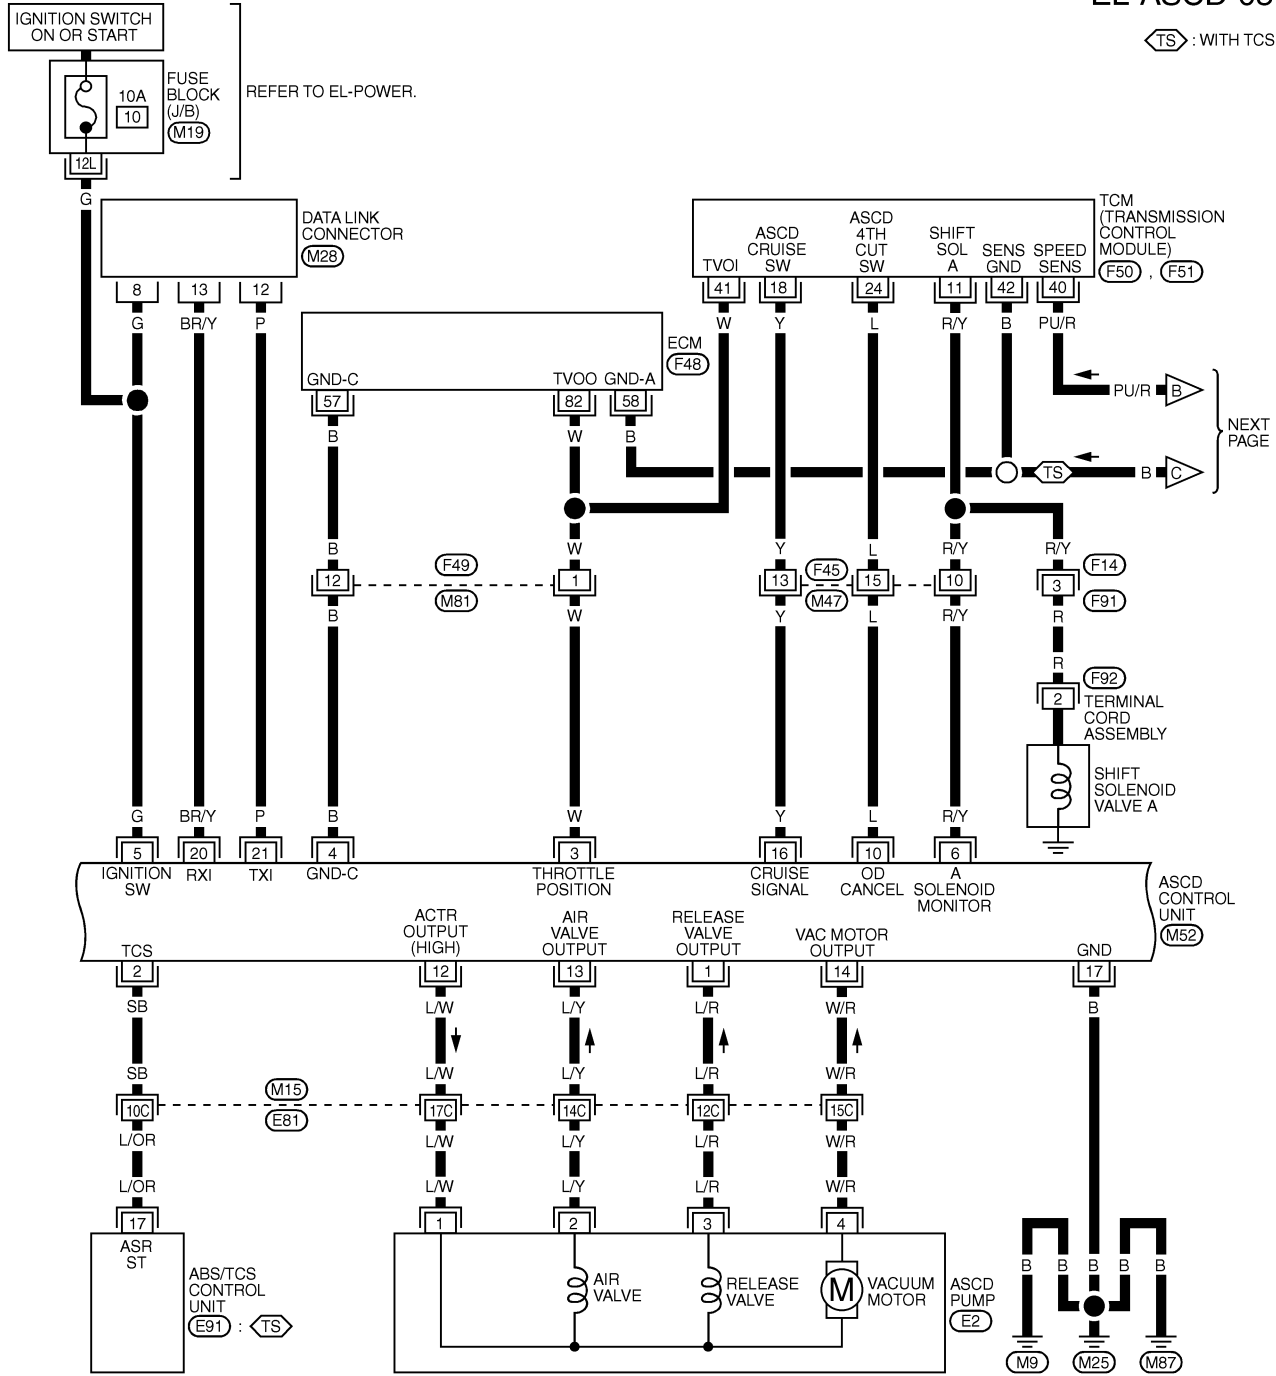 IGNITION SWITCH
ON OR START
TS : WITH TCS
10A
10
FUSE
BLOCK
(J/B)
M19
REFER TO EL-POWER.
12L
G
DATA LINK
CONNECTOR
M28
8 13 12
G BR/Y P
TCM
(TRANSMISSION
CONTROL
MODULE)
F50 , F51
TVOI
ASCD
CRUISE
SW
ASCD
4TH
CUT
SW
SHIFT
SOL
A
SENS
GND
SPEED
SENS
41 18 24 11 42 40
W Y L R/Y B PU/R
ECM
F48
GND-C TVOO GND-A
57 82 58
B W B
PU/R B
B C
TS
NEXT
PAGE
B W Y L R/Y R/Y
12 F49 M81 1 13 F45 M47 15 10 3 F14 F91
B W Y L R/Y R
R
2 F92
TERMINAL
CORD
ASSEMBLY
SHIFT
SOLENOID
VALVE A
G BR/Y P B W Y L R/Y
5 20 21 4 3 16 10 6
IGNITION
SW
RXI
TXI
GND-C
THROTTLE
POSITION
CRUISE
SIGNAL
OD
CANCEL
A
SOLENOID
MONITOR
ASCD
CONTROL
UNIT
M52
TCS
ACTR
OUTPUT
(HIGH)
AIR
VALVE
OUTPUT
RELEASE
VALVE
OUTPUT
VAC MOTOR
OUTPUT
GND
2 12 13 1 14 17
SB L/W L/Y L/R W/R B
SB L/W L/Y L/R W/R
10C M15 E81 17C 14C 12C 15C
L/OR L/W L/Y L/R W/R
L/OR L/W L/Y L/R W/R
17 1 2 3 4
ASR
ST
ABS/TCS
CONTROL
UNIT
E91 : TS
AIR
VALVE
RELEASE
VALVE
M
VACUUM
MOTOR
ASCD
PUMP
E2
B B B B B
M9 M25 M87